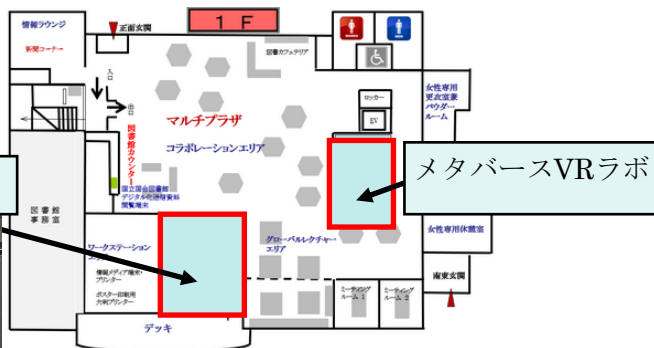 １Ｆ
情報ラウンジ
新聞コーナー
正面玄関
図書カフェテリア
入口
出口
ロッカー
EV
女性専用
更衣室兼
パウダー
ルーム
マルチプラザ
コラボレーションエリア
図書館カウンター
メタバースVRラボ
国立国会図書館
デジタル化送信資料
閲覧端末
図書館
事務室
ワークステーション
グローバルレクチャー
エリア
女性専用休憩室
情報メディア端末・
プリンター
ポスター印刷用
大判プリンター
南東玄関
ミーティング
ルーム 1
ミーティング
ルーム 2
デッキ